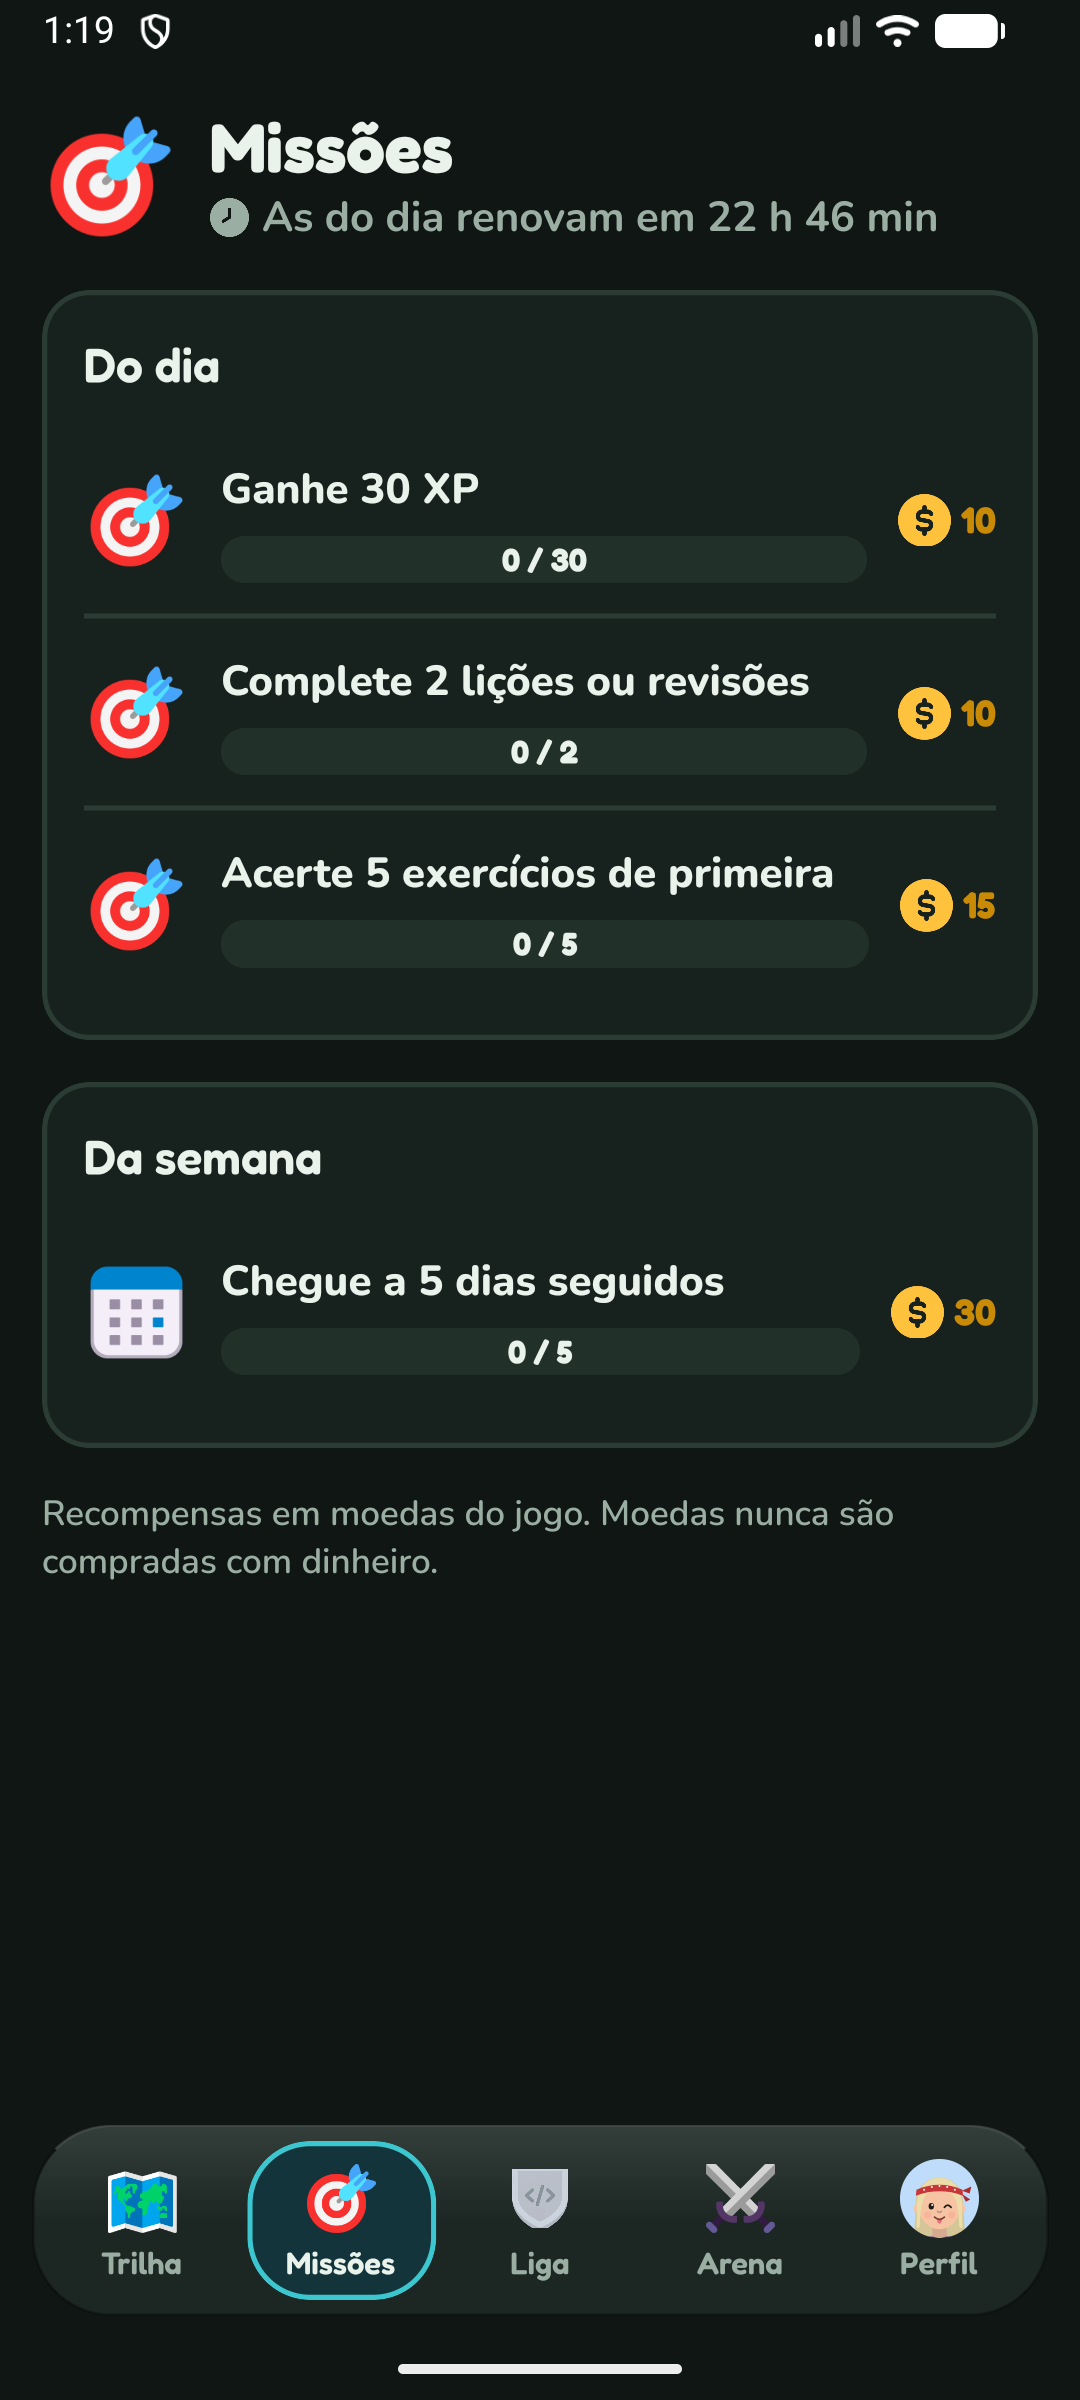 1:19
Missões
As do dia renovam em 22 h 46 min
Do dia
Ganhe 30 XP
0 / 30
$ 10
Complete 2 lições ou revisões
0 / 2
$ 10
Acerte 5 exercícios de primeira
0 / 5
$ 15
Da semana
Chegue a 5 dias seguidos
0 / 5
$ 30
Recompensas em moedas do jogo. Moedas nunca são
compradas com dinheiro.
</>
Trilha
Missões
Liga
Arena
Perfil